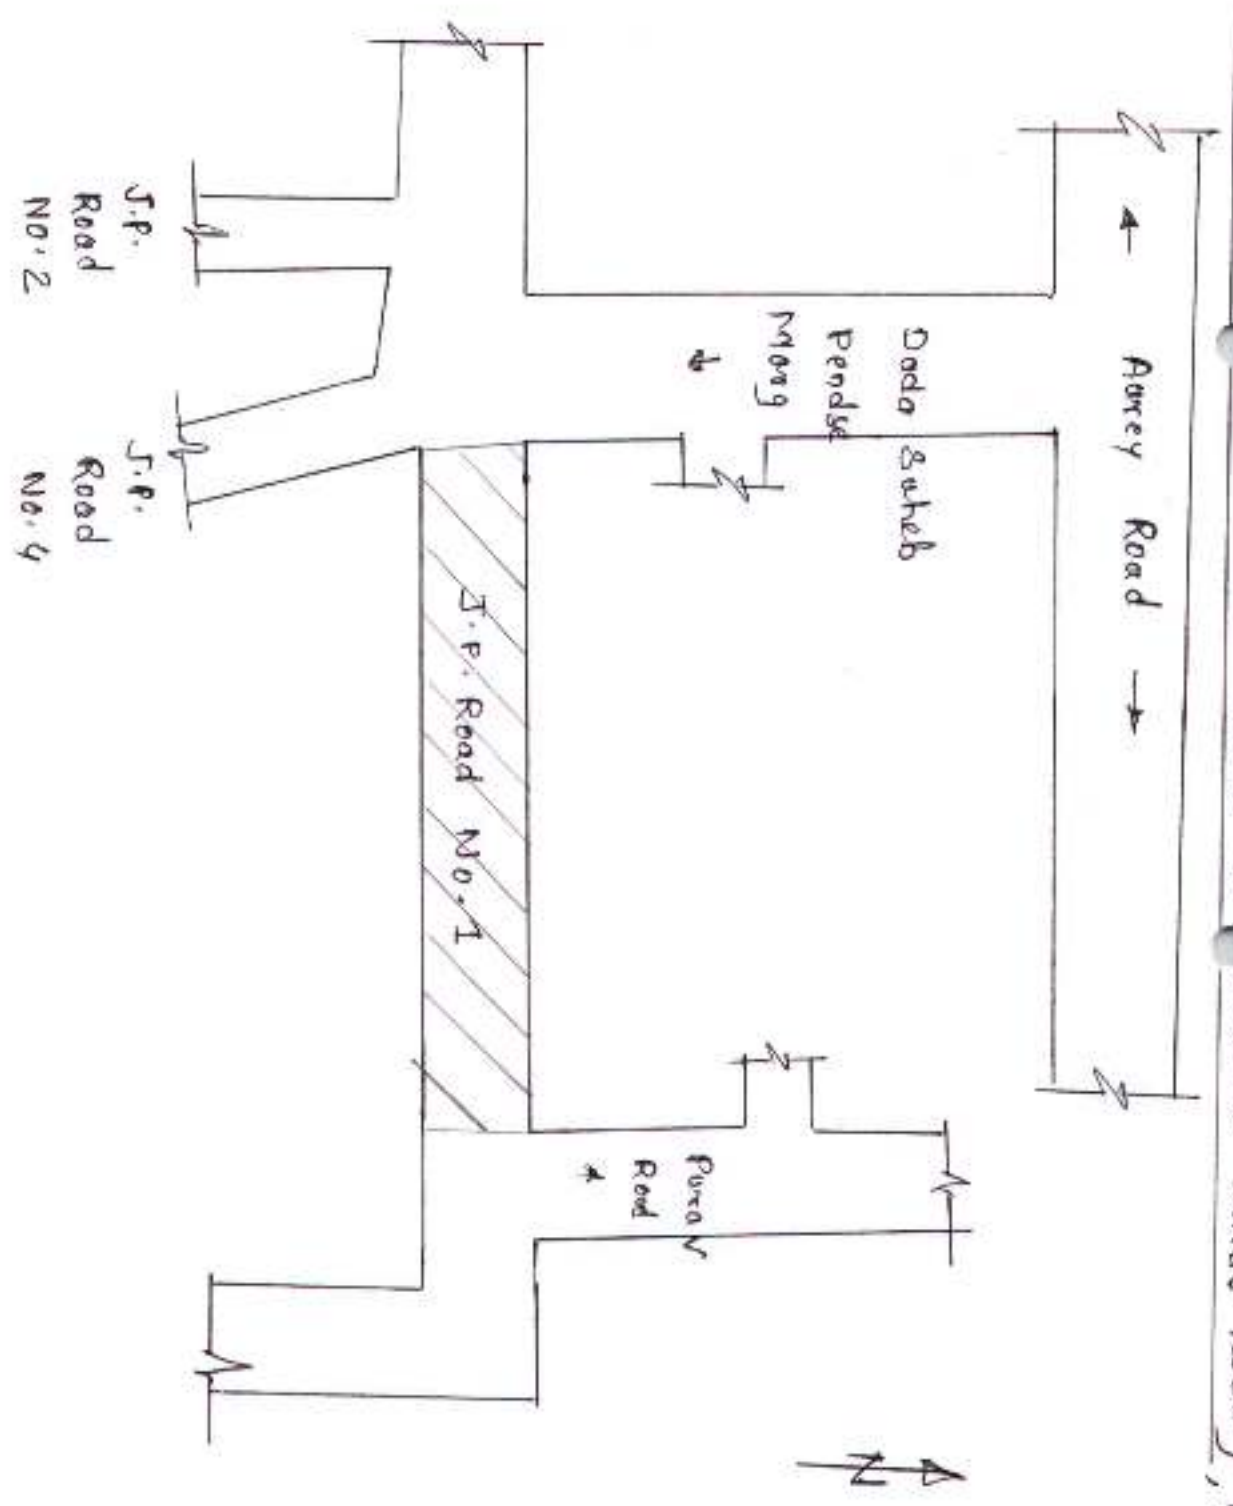 Aarey Road
Dada Saheb
Pendse
Marg
J.P.
Road
No. 2
J.P.
Road
No. 4
J. P. Road No. 1
Purav
Road
N